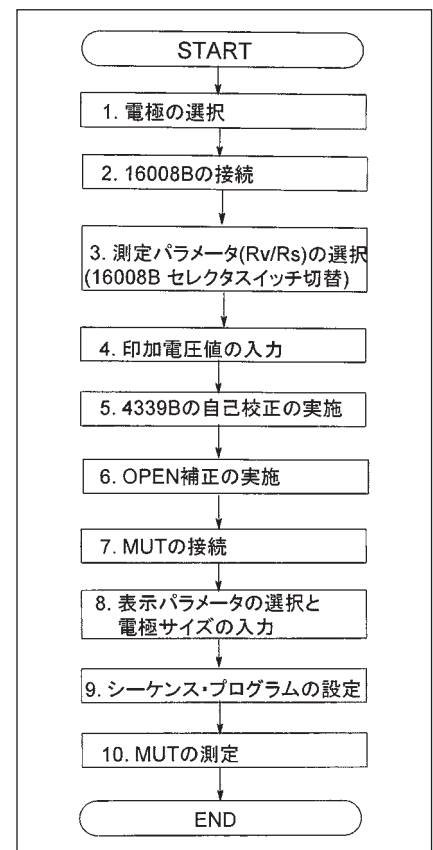 START
1. 電極の選択
2. 16008Bの接続
3. 測定パラメータ(Rv/Rs)の選択
(16008B セレクタスイッチ切替)
4. 印加電圧値の入力
5. 4339Bの自己校正の実施
6. OPEN補正の実施
7. MUTの接続
8. 表示パラメータの選択と
電極サイズの入力
9. シーケンス・プログラムの設定
10. MUTの測定
END